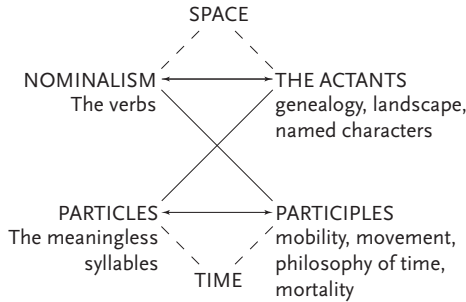 SPACE
NOMINALISM
The verbs
THE ACTANTS
genealogy, landscape,
named characters
PARTICLES
The meaningless
syllables
PARTICIPLES
mobility, movement,
philosophy of time,
mortality
TIME